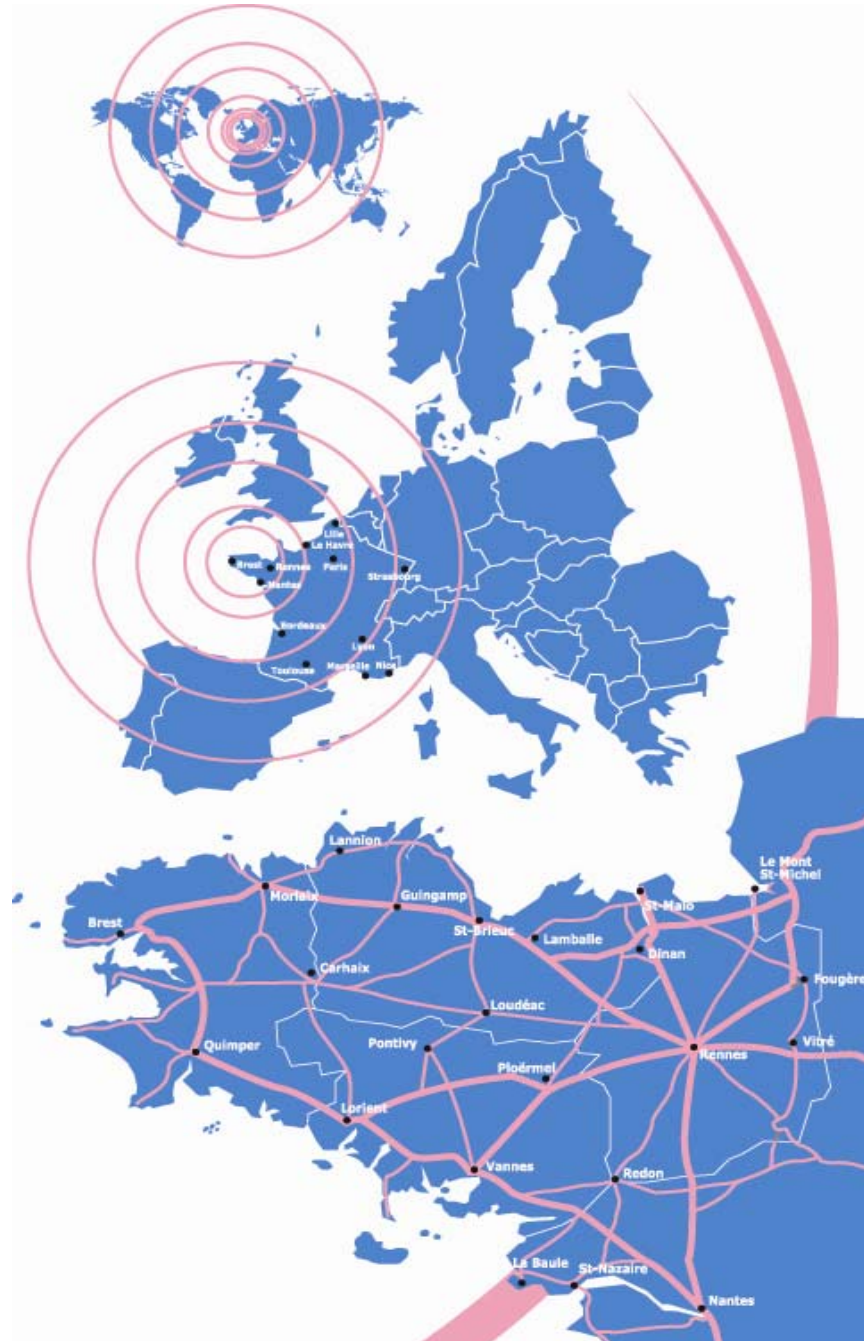 Lille
Le Havre
Brest
Rennes
Paris
Strasbourg
Nantes
Bordeaux
Lyon
Toulouse
Marseille
Nice
Lannion
Le Mont
St-Michel
Morlaix
Guingamp
St-Malo
Brest
St-Brieuc
Lamballe
Dinan
Carhaix
Fougère
Loudéac
Pontivy
Vitré
Quimper
Rennes
Ploërmel
Lorient
Vannes
Redon
La Baule
St-Nazaire
Nantes